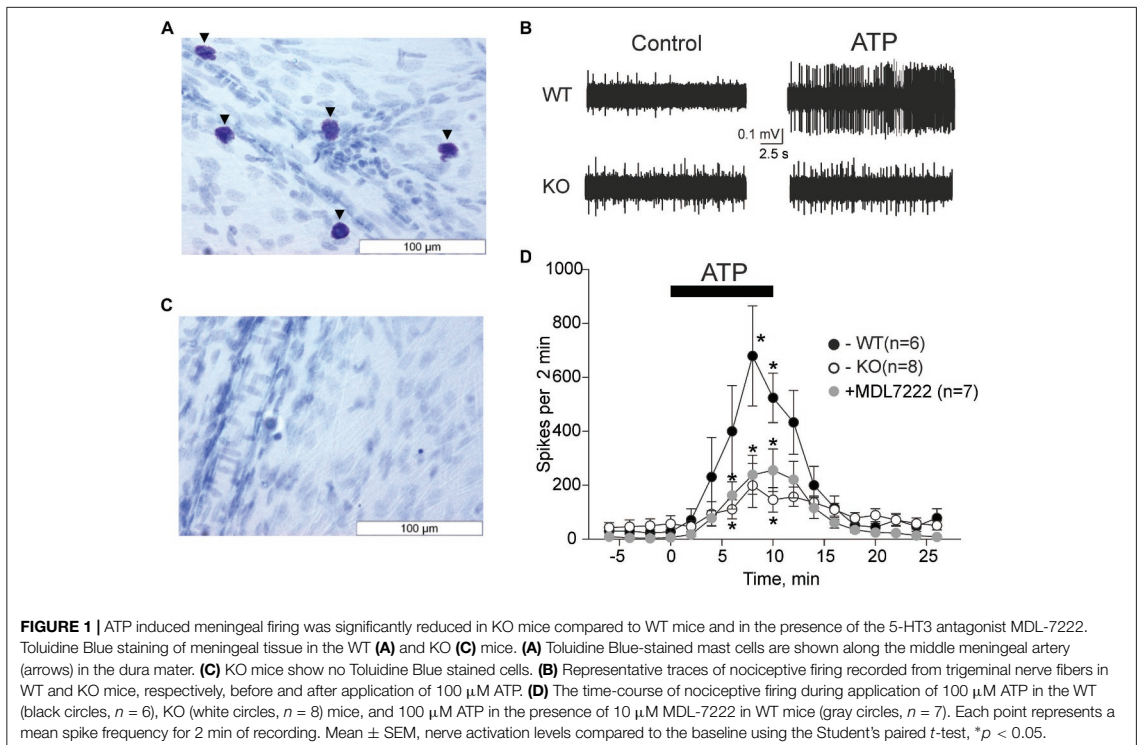 A
100 µm
B
Control
ATP
WT
0.1 mV
2.5 s
KO
C
100 µm
D
ATP
1000
800
600
400
200
0
Spikes per 2 min
-5
0
5
10
15
20
25
Time, min
*
*
*
*
*
*
*
- WT(n=6)
- KO(n=8)
+MDL7222 (n=7)
FIGURE 1 | ATP induced meningeal firing was significantly reduced in KO mice compared to WT mice and in the presence of the 5-HT3 antagonist MDL-7222.
Toluidine Blue staining of meningeal tissue in the WT (A) and KO (C) mice. (A) Toluidine Blue-stained mast cells are shown along the middle meningeal artery
(arrows) in the dura mater. (C) KO mice show no Toluidine Blue stained cells. (B) Representative traces of nociceptive firing recorded from trigeminal nerve fibers in
WT and KO mice, respectively, before and after application of 100 µM ATP. (D) The time-course of nociceptive firing during application of 100 µM ATP in the WT
(black circles, n = 6), KO (white circles, n = 8) mice, and 100 µM ATP in the presence of 10 µM MDL-7222 in WT mice (gray circles, n = 7). Each point represents a
mean spike frequency for 2 min of recording. Mean ± SEM, nerve activation levels compared to the baseline using the Student's paired t-test, *p < 0.05.